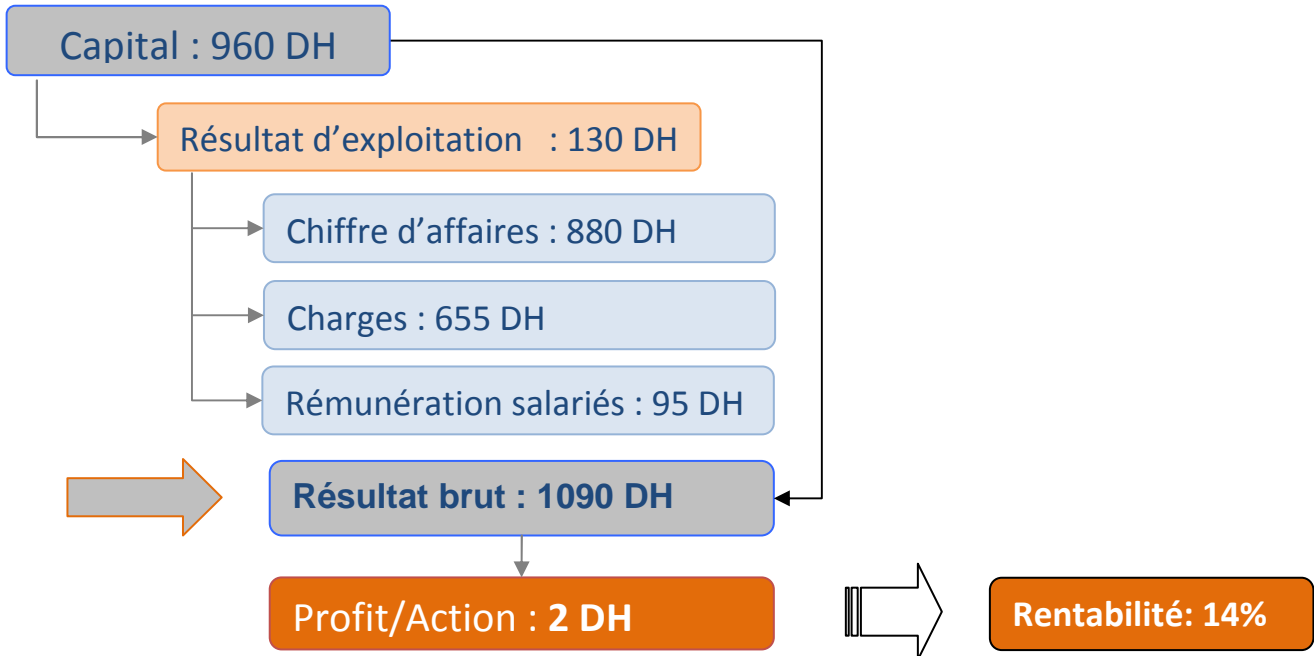 Capital : 960 DH
Résultat d’exploitation : 130 DH
Chiffre d’affaires : 880 DH
Charges : 655 DH
Rémunération salariés : 95 DH
Résultat brut : 1090 DH
Profit/Action : 2 DH
Rentabilité: 14%